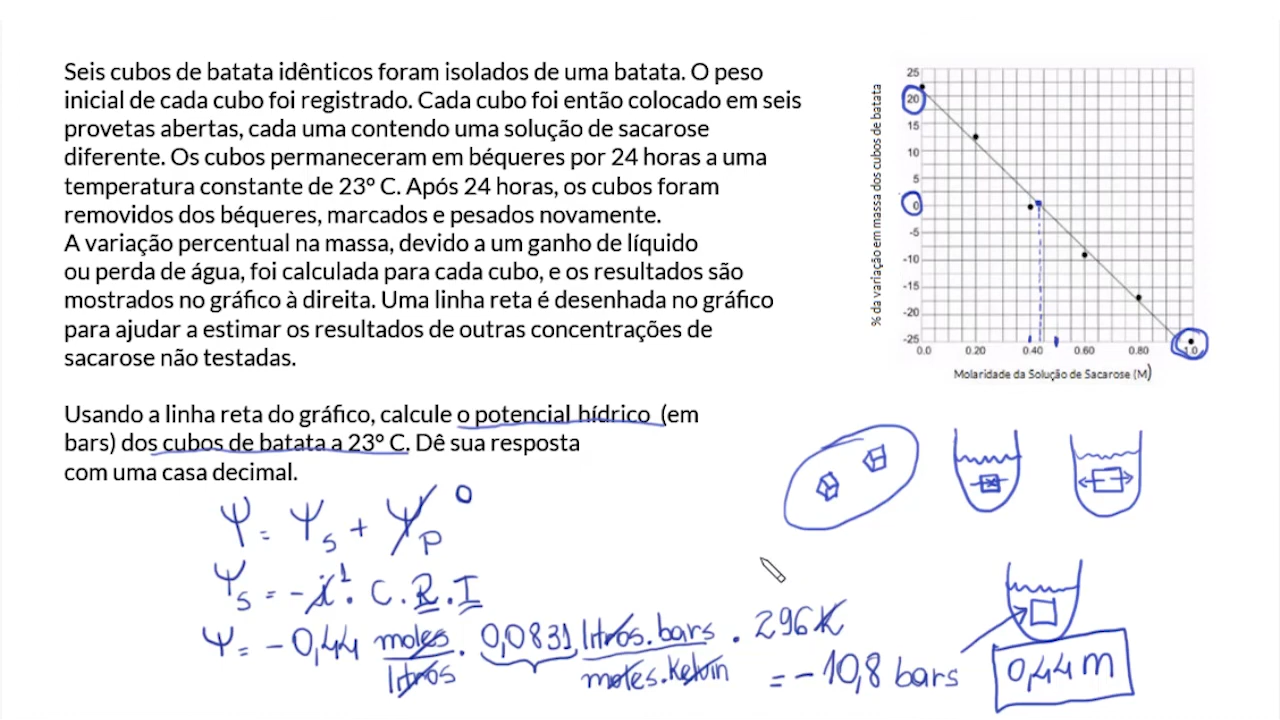 Seis cubos de batata idênticos foram isolados de uma batata. O peso
inicial de cada cubo foi registrado. Cada cubo foi então colocado em seis
provetas abertas, cada uma contendo uma solução de sacarose
diferente. Os cubos permaneceram em béqueres por 24 horas a uma
temperatura constante de 23º C. Após 24 horas, os cubos foram
removidos dos béqueres, marcados e pesados novamente.
A variação percentual na massa, devido a um ganho de líquido
ou perda de água, foi calculada para cada cubo, e os resultados são
mostrados no gráfico à direita. Uma linha reta é desenhada no gráfico
para ajudar a estimar os resultados de outras concentrações de
sacarose não testadas.
Usando a linha reta do gráfico, calcule o potencial hídrico (em
bars) dos cubos de batata a 23º C. Dê sua resposta
com uma casa decimal.
% da variação em massa dos cubos de batata
25
20
15
10
5
0
-5
-10
-15
-20
-25
0.0 0.20 0.40 0.60 0.80 1.0
Molaridade da Solução de Sacarose (M)
Ψ = Ψs + Ψp 0
Ψs = -i 1 . C . R . I
Ψ = -0,44 moles/litros . 0,0831 litros.bars/moles.Kelvin . 296K
= -10,8 bars
0,44 m